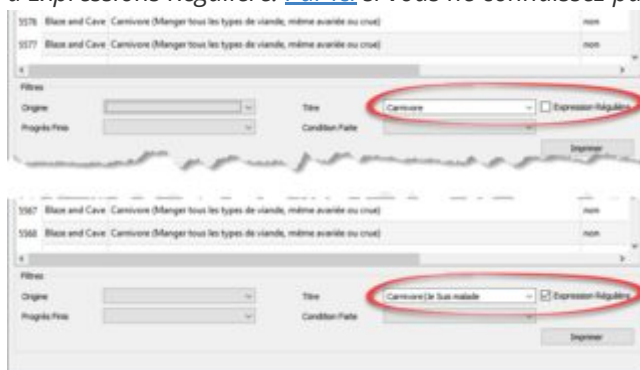 d'Expressions Régulière. Par ici si vous ne connaissez pa
5576 Blaze and Cave Carnivore (Manger tous les types de viande, même avariée ou crue) non
5577 Blaze and Cave Carnivore (Manger tous les types de viande, même avariée ou crue) non
Filtres
Origine Titre Carnivore Expression Régulière
Progrès Finis Condition Faite
Imprimer
5567 Blaze and Cave Carnivore (Manger tous les types de viande, même avariée ou crue) non
5568 Blaze and Cave Carnivore (Manger tous les types de viande, même avariée ou crue) non
Filtres
Origine Titre Carnivore|Je Suis malade Expression Régulière
Progrès Finis Condition Faite
Imprimer